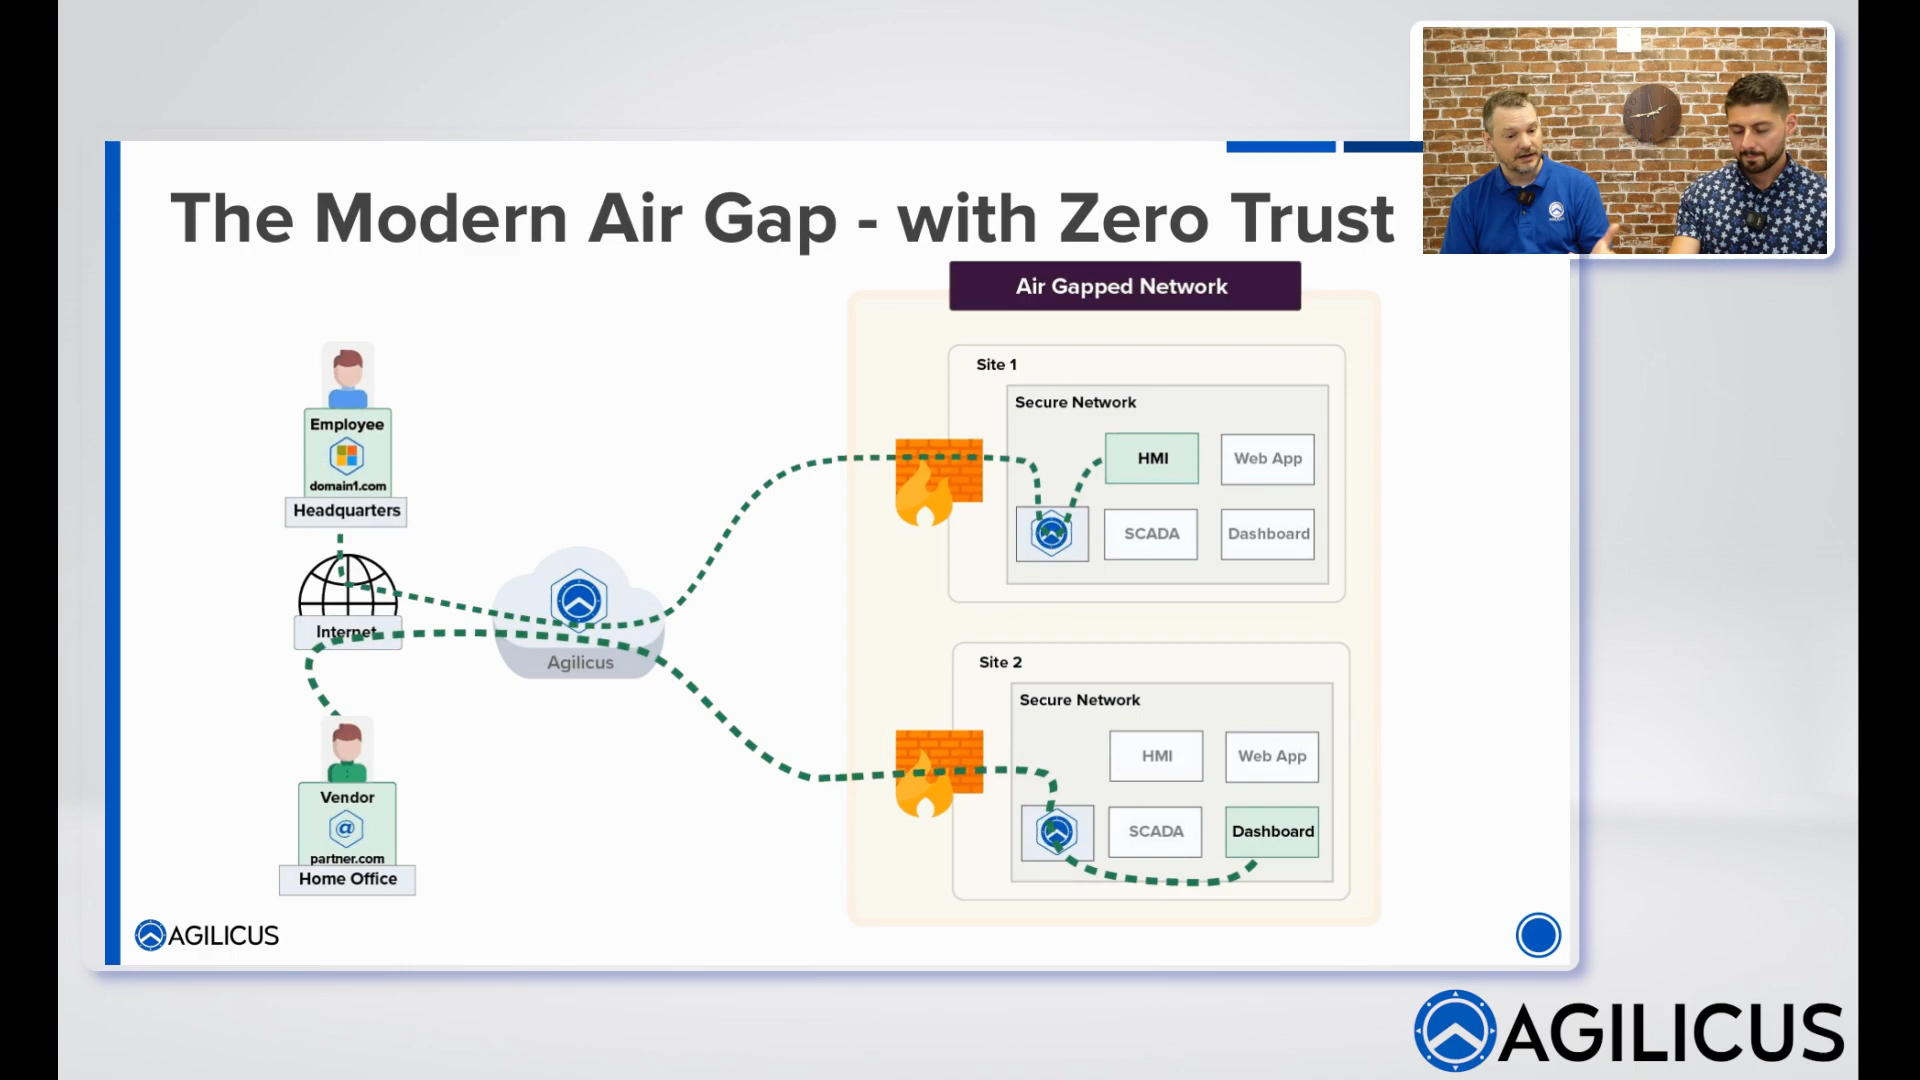 The Modern Air Gap - with Zero Trust
Air Gapped Network
Employee
domain1.com
Headquarters
Internet
Vendor
@
partner.com
Home Office
Agilicus
Site 1
Secure Network
HMI
Web App
SCADA
Dashboard
Site 2
Secure Network
HMI
Web App
SCADA
Dashboard
AGILICUS
AGILICUS